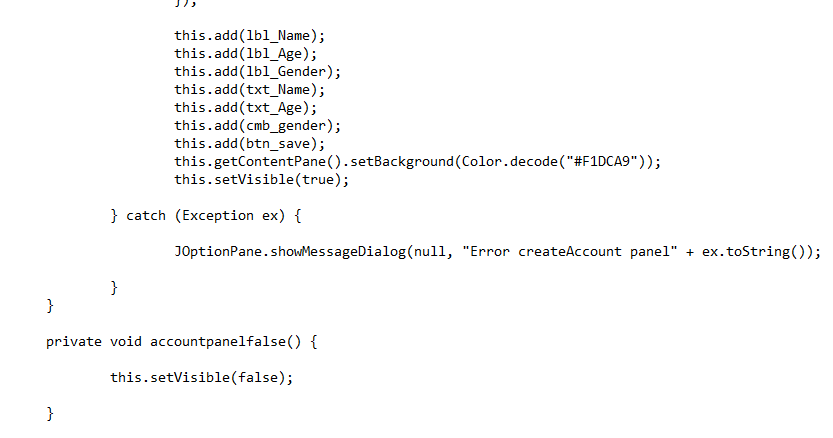 });
this.add(lbl_Name);
this.add(lbl_Age);
this.add(lbl_Gender);
this.add(txt_Name);
this.add(txt_Age);
this.add(cmb_gender);
this.add(btn_save);
this.getContentPane().setBackground(Color.decode("#F1DCA9"));
this.setVisible(true);
} catch (Exception ex) {
JOptionPane.showMessageDialog(null, "Error createAccount panel" + ex.toString());
}
}
private void accountpanelfalse() {
this.setVisible(false);
}